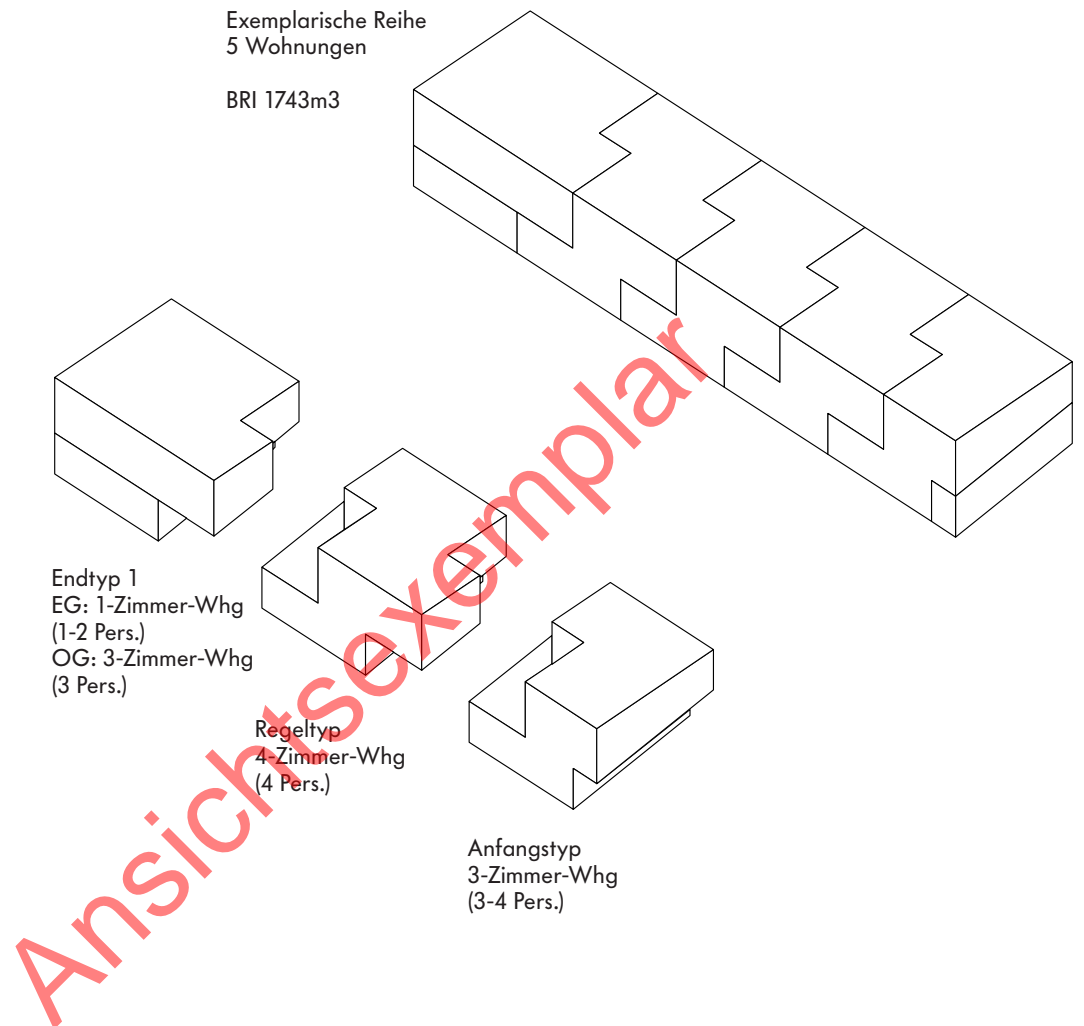 Exemplarische Reihe
5 Wohnungen
BRI 1743m3
Endtyp 1
EG: 1-Zimmer-Whg
(1-2 Pers.)
OG: 3-Zimmer-Whg
(3 Pers.)
Regeltyp
4-Zimmer-Whg
(4 Pers.)
Anfangstyp
3-Zimmer-Whg
(3-4 Pers.)
Ansichtsexemplar